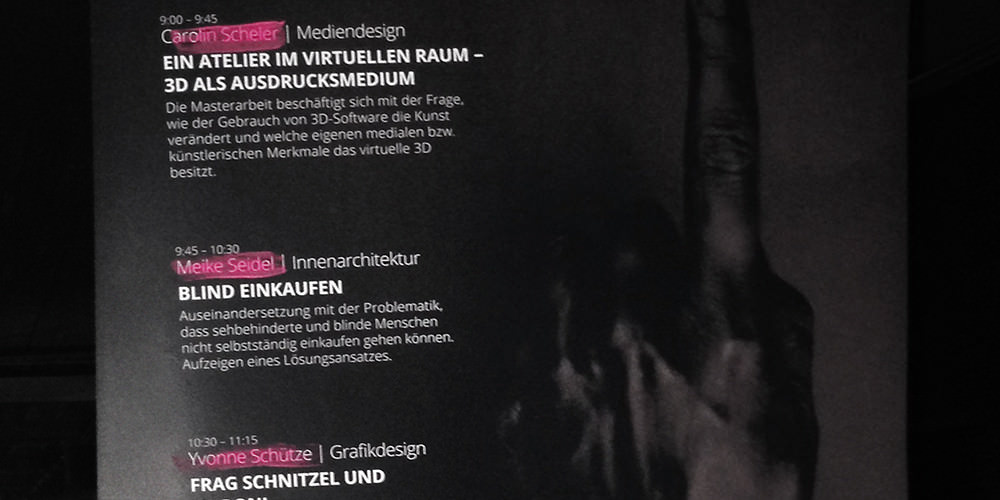 9:00 – 9:45
Carolin Scheler | Mediendesign
EIN ATELIER IM VIRTUELLEN RAUM –
3D ALS AUSDRUCKSMEDIUM
Die Masterarbeit beschäftigt sich mit der Frage,
wie der Gebrauch von 3D-Software die Kunst
verändert und welche eigenen medialen bzw.
künstlerischen Merkmale das virtuelle 3D
besitzt.
9:45 – 10:30
Meike Seidel | Innenarchitektur
BLIND EINKAUFEN
Auseinandersetzung mit der Problematik,
dass sehbehinderte und blinde Menschen
nicht selbstständig einkaufen gehen können.
Aufzeigen eines Lösungsansatzes.
10:30 – 11:15
Yvonne Schütze | Grafikdesign
FRAG SCHNITZEL UND